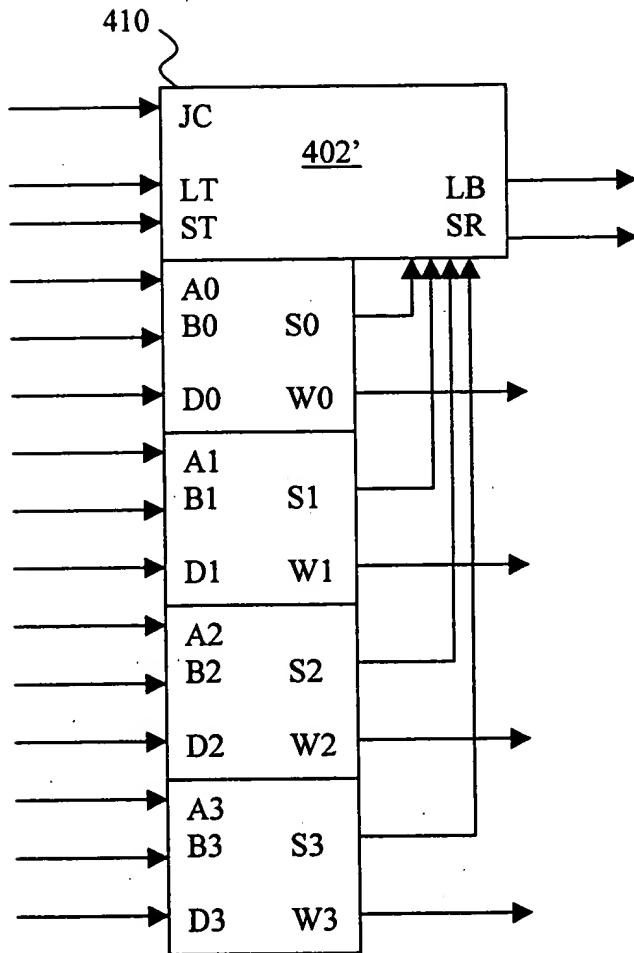 410
JC
402'
LT LB
ST SR
A0
B0 S0
D0 W0
A1
B1 S1
D1 W1
A2
B2 S2
D2 W2
A3
B3 S3
D3 W3